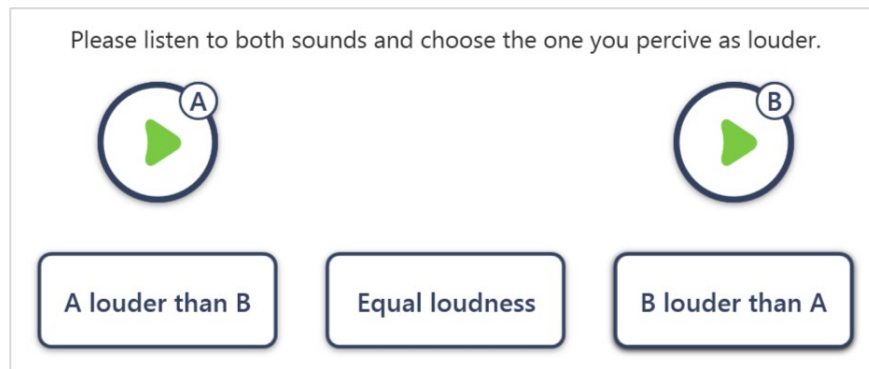 Please listen to both sounds and choose the one you percive as louder.
A
B
A louder than B
Equal loudness
B louder than A